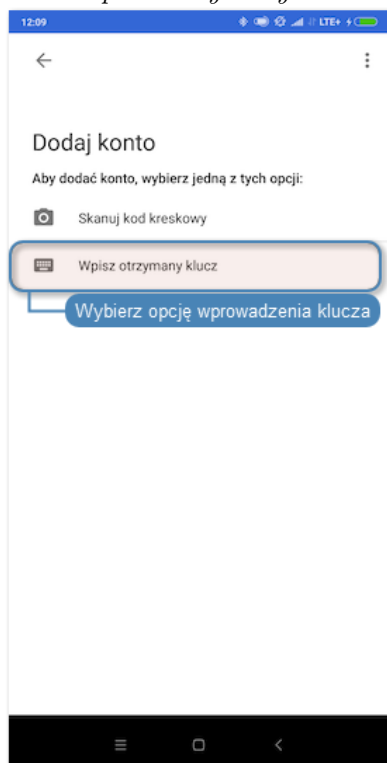 12:09 LTE+
Dodaj konto
Aby dodać konto, wybierz jedną z tych opcji:
Skanuj kod kreskowy
Wpisz otrzymany klucz
Wybierz opcję wprowadzenia klucza